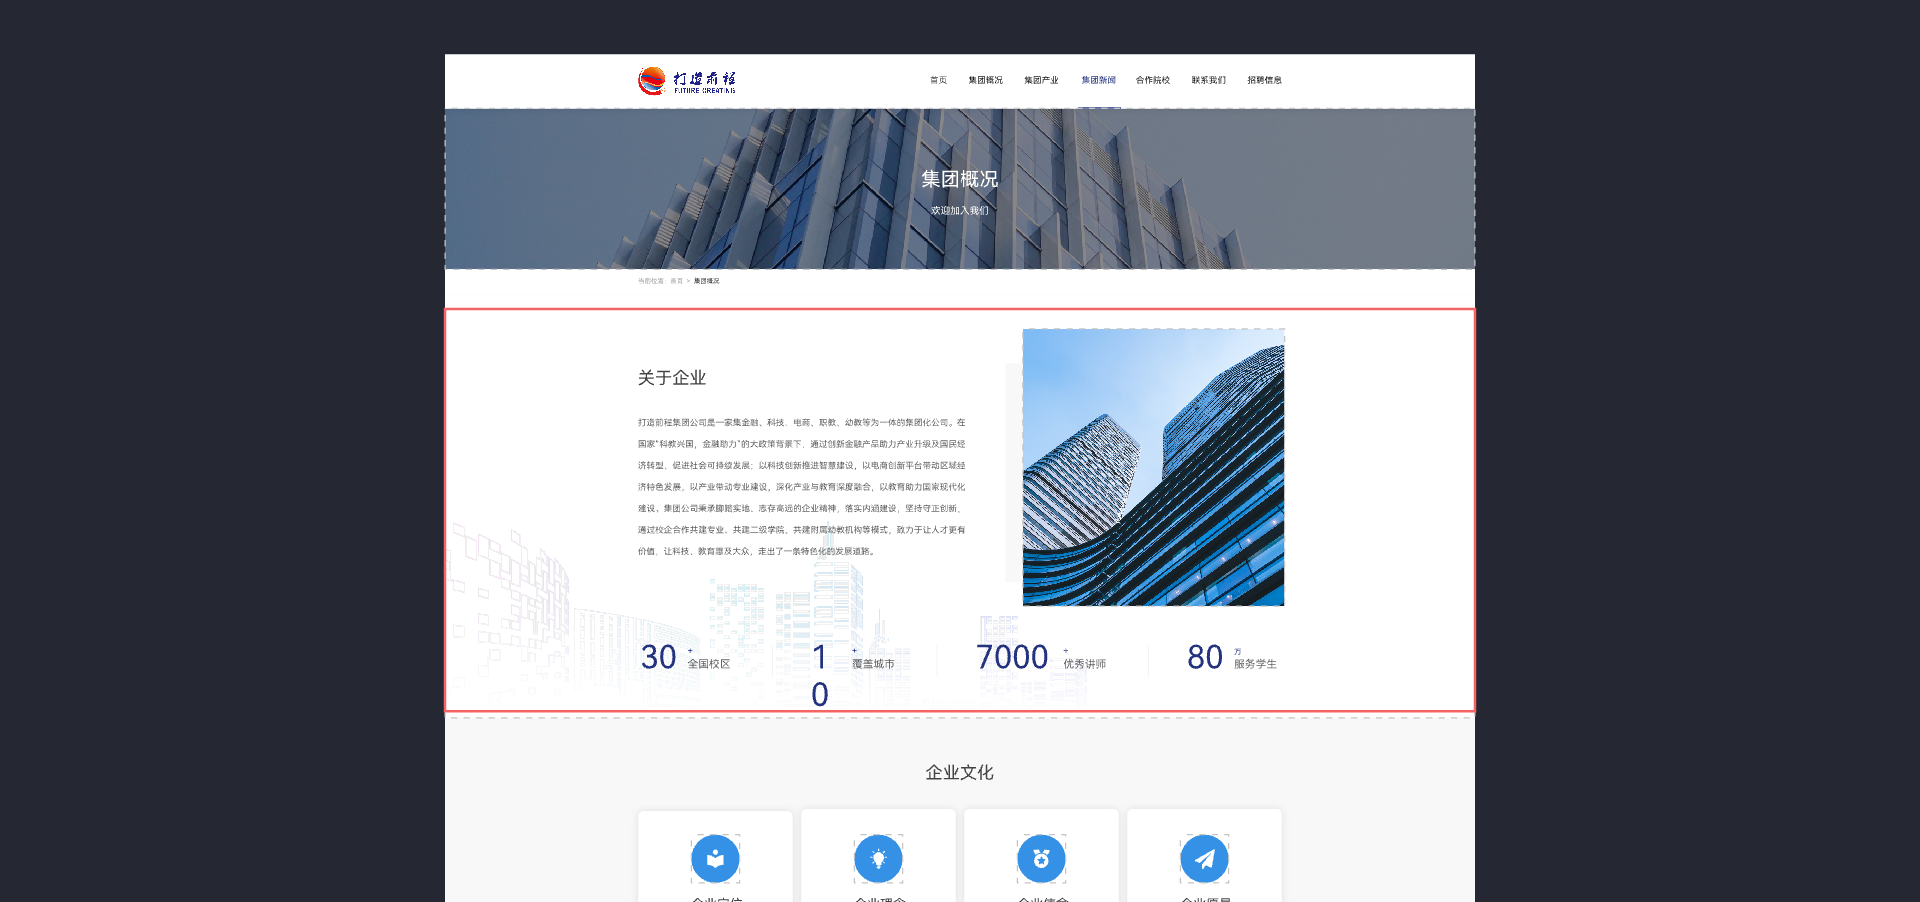 打造前程
FUTURE CREATING
首页 集团概况 集团产业 集团新闻 合作院校 联系我们 招聘信息
集团概况
欢迎加入我们
当前位置：首页 > 集团概况
关于企业
打造前程集团公司是一家集金融、科技、电商、职教、幼教等为一体的集团化公司。在
国家"科教兴国，金融助力"的大政策背景下，通过创新金融产品助力产业升级及国民经
济转型，促进社会可持续发展；以科技创新推进智慧建设，以电商创新平台带动区域经
济特色发展，以产业带动专业建设，深化产业与教育深度融合，以教育助力国家现代化
建设。集团公司秉承脚踏实地、志存高远的企业精神，落实内涵建设，坚持守正创新，
通过校企合作共建专业、共建二级学院，共建附属幼教机构等模式，致力于让人才更有
价值，让科技、教育惠及大众，走出了一条特色化的发展道路。
30 + 全国校区
10 + 覆盖城市
7000 + 优秀讲师
80 万 服务学生
企业文化
企业定位 企业理念 企业使命 企业愿景